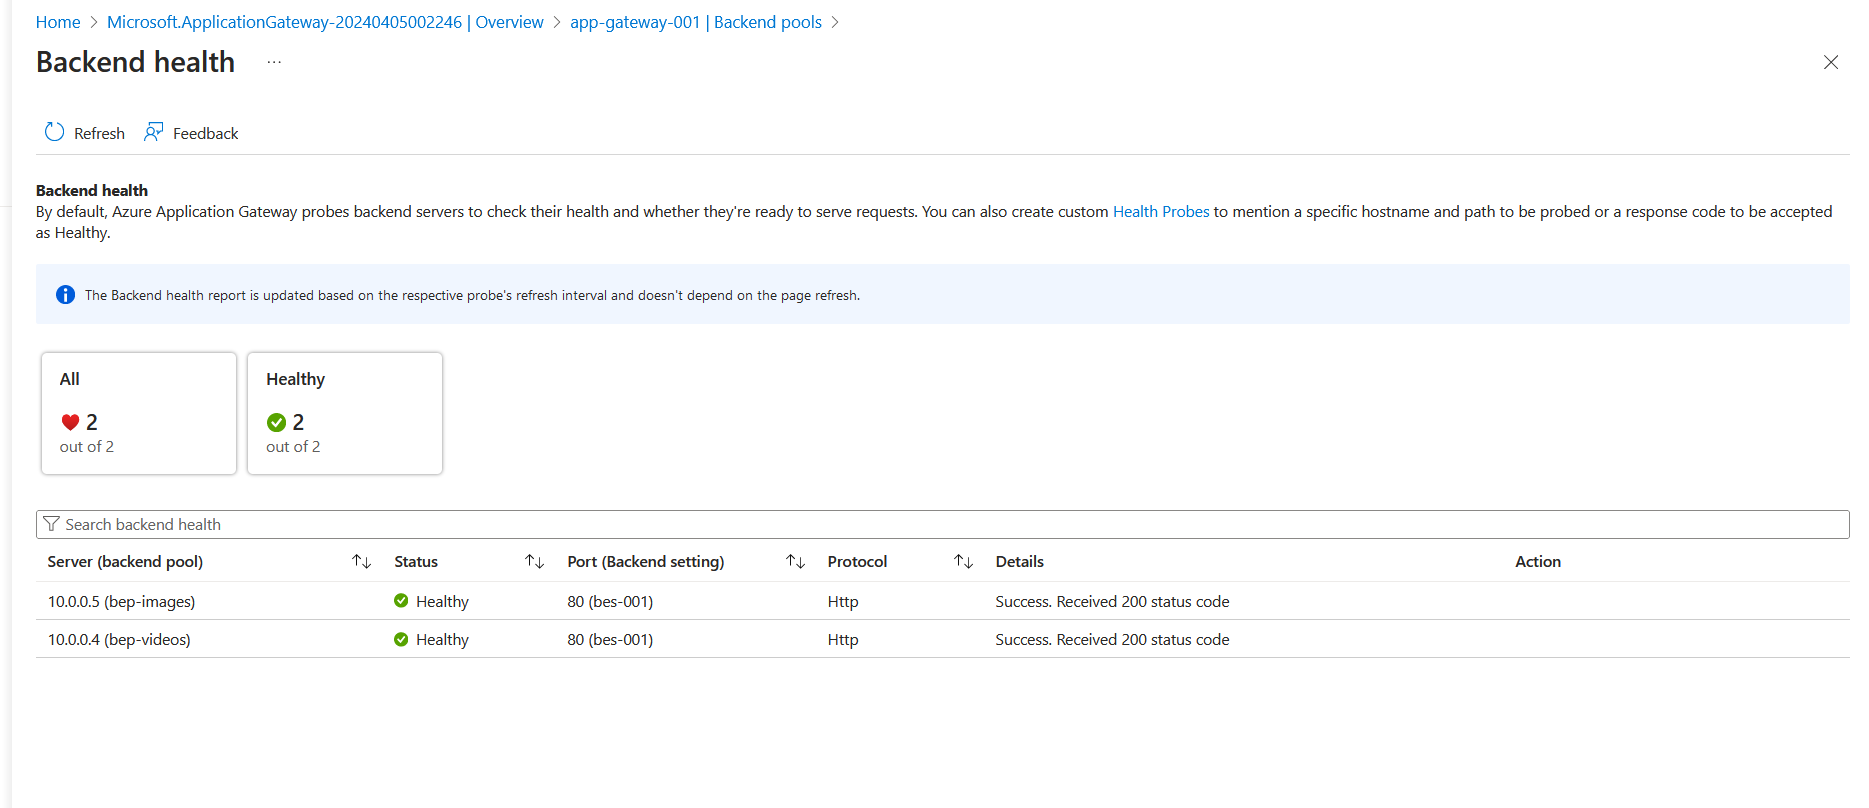 Home > Microsoft.ApplicationGateway-20240405002246 | Overview > app-gateway-001 | Backend pools >
Backend health ...
Refresh Feedback
Backend health
By default, Azure Application Gateway probes backend servers to check their health and whether they're ready to serve requests. You can also create custom Health Probes to mention a specific hostname and path to be probed or a response code to be accepted
as Healthy.
The Backend health report is updated based on the respective probe's refresh interval and doesn't depend on the page refresh.
All Healthy
2 2
out of 2 out of 2
Search backend health
Server (backend pool) Status Port (Backend setting) Protocol Details Action
10.0.0.5 (bep-images) Healthy 80 (bes-001) Http Success. Received 200 status code
10.0.0.4 (bep-videos) Healthy 80 (bes-001) Http Success. Received 200 status code